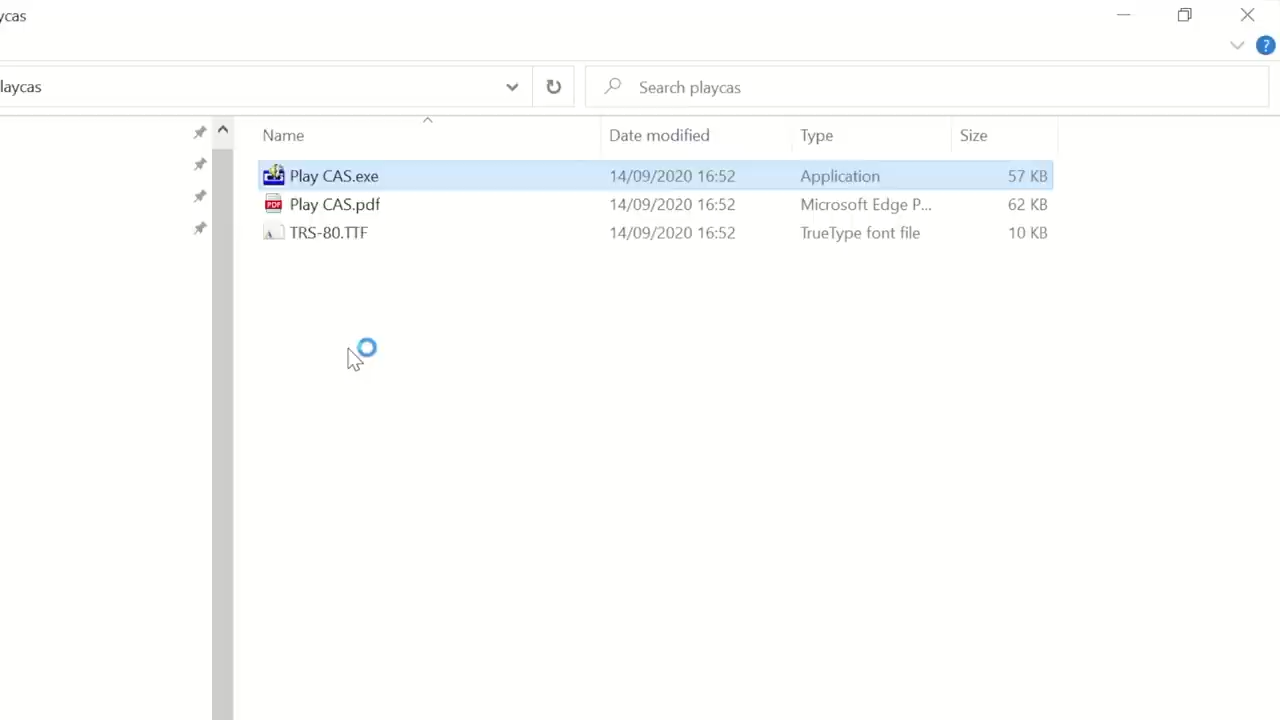 ycas
?
laycas
Search playcas
Name Date modified Type Size
Play CAS.exe 14/09/2020 16:52 Application 57 KB
PDF Play CAS.pdf 14/09/2020 16:52 Microsoft Edge P... 62 KB
A TRS-80.TTF 14/09/2020 16:52 TrueType font file 10 KB